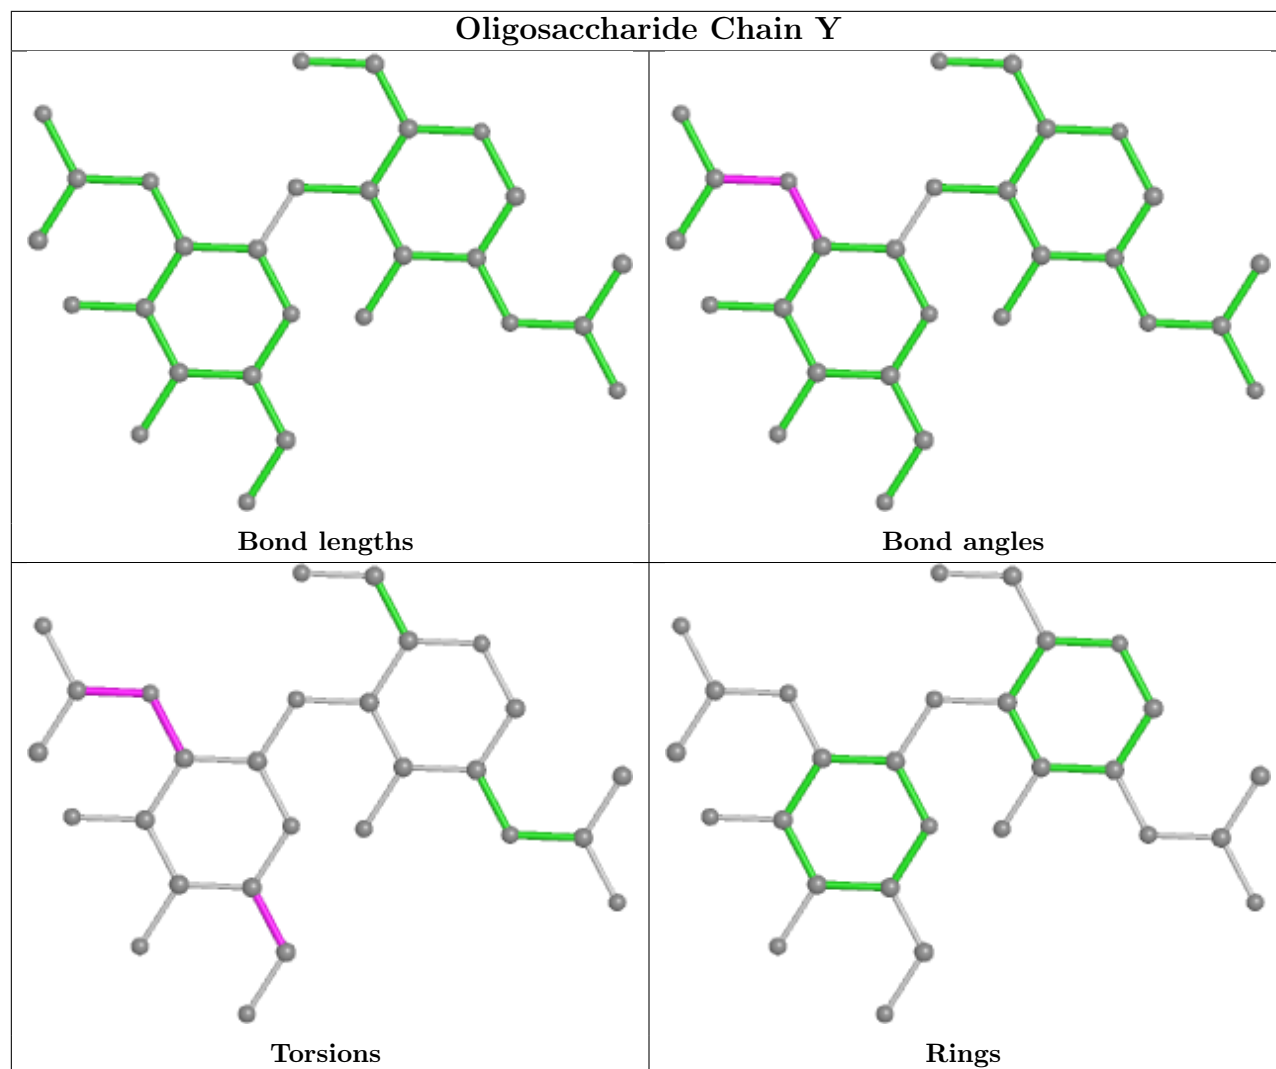 Oligosaccharide Chain Y
Bond lengths
Bond angles
Torsions
Rings